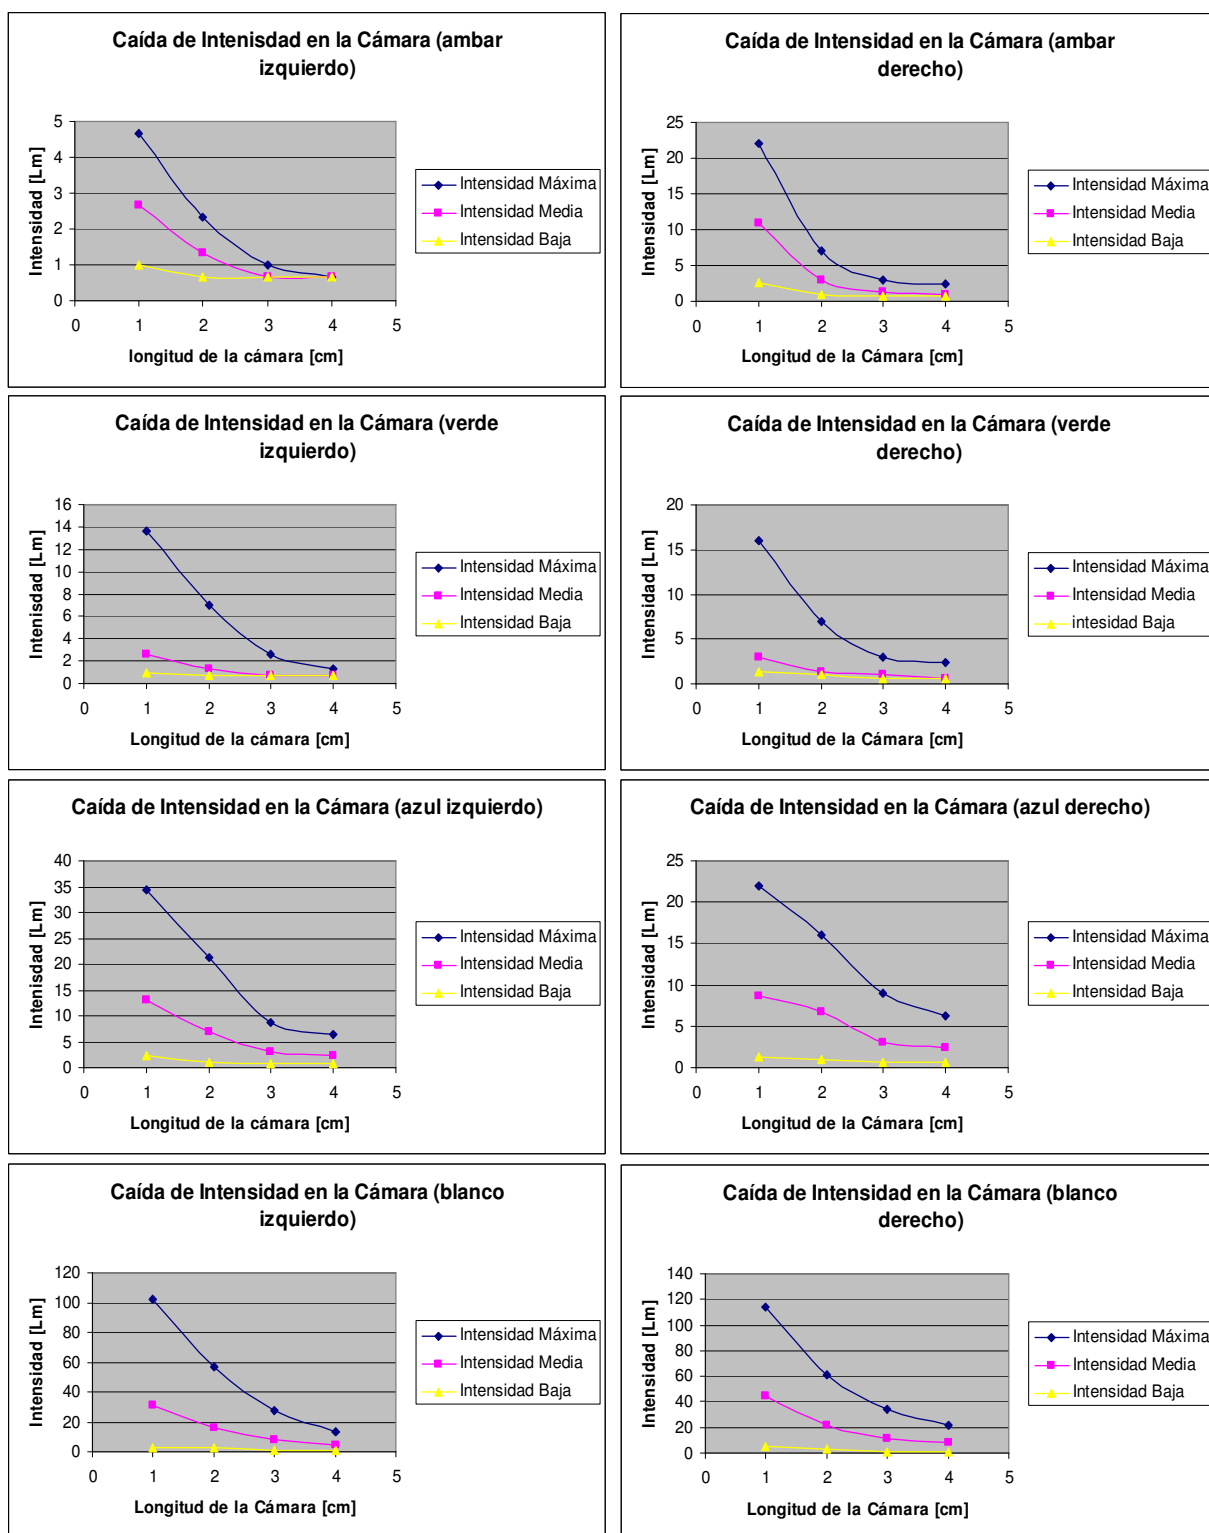 Caída de Intenisdad en la Cámara (ambar
izquierdo)
Intensidad [Lm]
5
4
3
2
1
0
0 1 2 3 4 5
longitud de la cámara [cm]
Intensidad Máxima
Intensidad Media
Intensidad Baja
Caída de Intensidad en la Cámara (ambar
derecho)
Intensidad [Lm]
25
20
15
10
5
0
0 1 2 3 4 5
Longitud de la Cámara [cm]
Intensidad Máxima
Intensidad Media
Intensidad Baja
Caída de Intensidad en la Cámara (verde
izquierdo)
Intenisdad [Lm]
16
14
12
10
8
6
4
2
0
0 1 2 3 4 5
Longitud de la cámara [cm]
Intensidad Máxima
Intensidad Media
Intensidad Baja
Caída de Intensidad en la Cámara (verde
derecho)
Intensidad [Lm]
20
15
10
5
0
0 1 2 3 4 5
Longitud de la Cámara [cm]
Intensidad Máxima
Intensidad Media
intesidad Baja
Caída de Intensidad en la Cámara (azul izquierdo)
Intenisdad [Lm]
40
35
30
25
20
15
10
5
0
0 1 2 3 4 5
Longitud de la cámara [cm]
Intensidad Máxima
Intensidad Media
Intensidad Baja
Caída de Intensidad en la Cámara (azul derecho)
Intensidad [Lm]
25
20
15
10
5
0
0 1 2 3 4 5
Longitud de la Cámara [cm]
Intensidad Máxima
Intensidad Media
Intensidad Baja
Caída de Intensidad en la Cámara (blanco
izquierdo)
Intensidad [Lm]
120
100
80
60
40
20
0
0 1 2 3 4 5
Longitud de la Cámara [cm]
Intensidad Máxima
Intensidad Media
Intensidad Baja
Caída de Intensidad en la Cámara (blanco
derecho)
Intensidad [Lm]
140
120
100
80
60
40
20
0
0 1 2 3 4 5
Longitud de la Cámara [cm]
Intensidad Máxima
Intensidad Media
Intensidad Baja